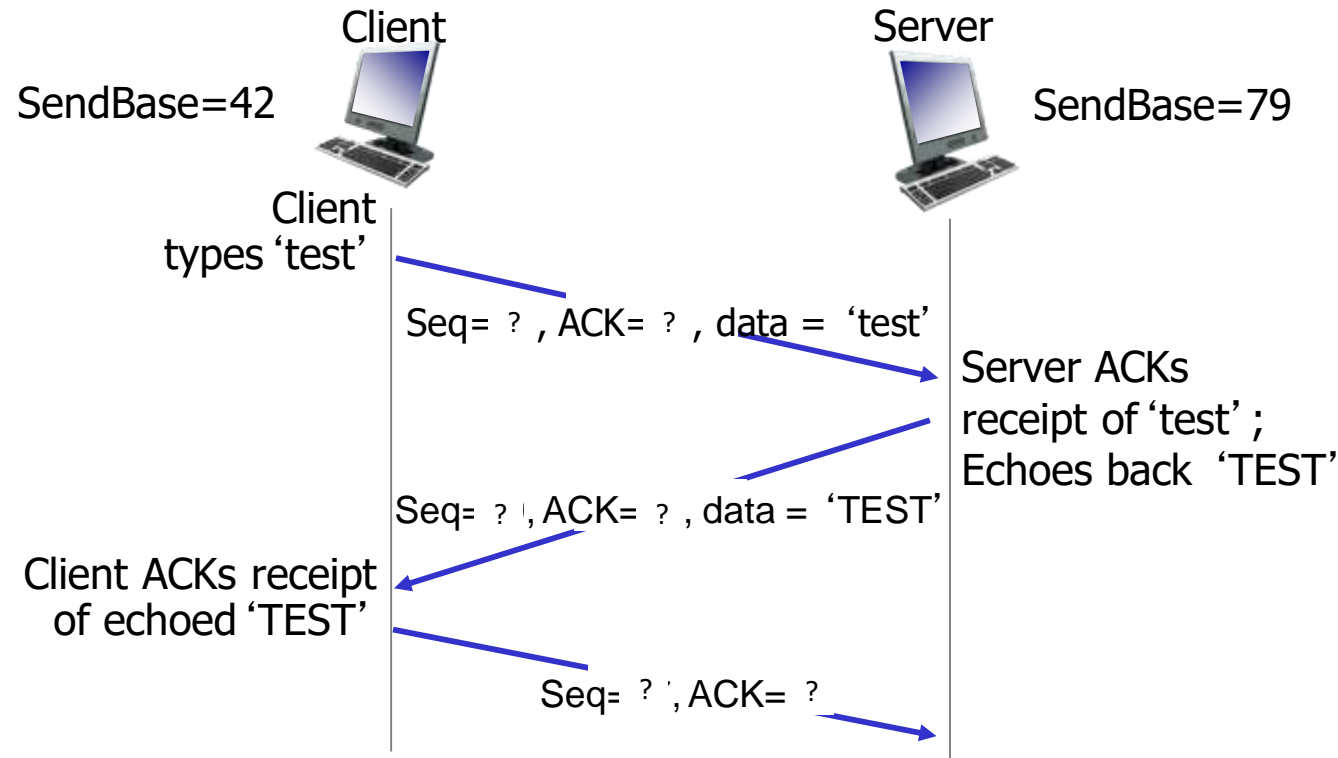 Client
Server
SendBase=42
SendBase=79
Client
types ‘test’
Seq= ? , ACK= ? , data = ‘test’
Server ACKs
receipt of ‘test’ ;
Echoes back ‘TEST’
Seq= ? , ACK= ? , data = ‘TEST’
Client ACKs receipt
of echoed ‘TEST’
Seq= ? , ACK= ?